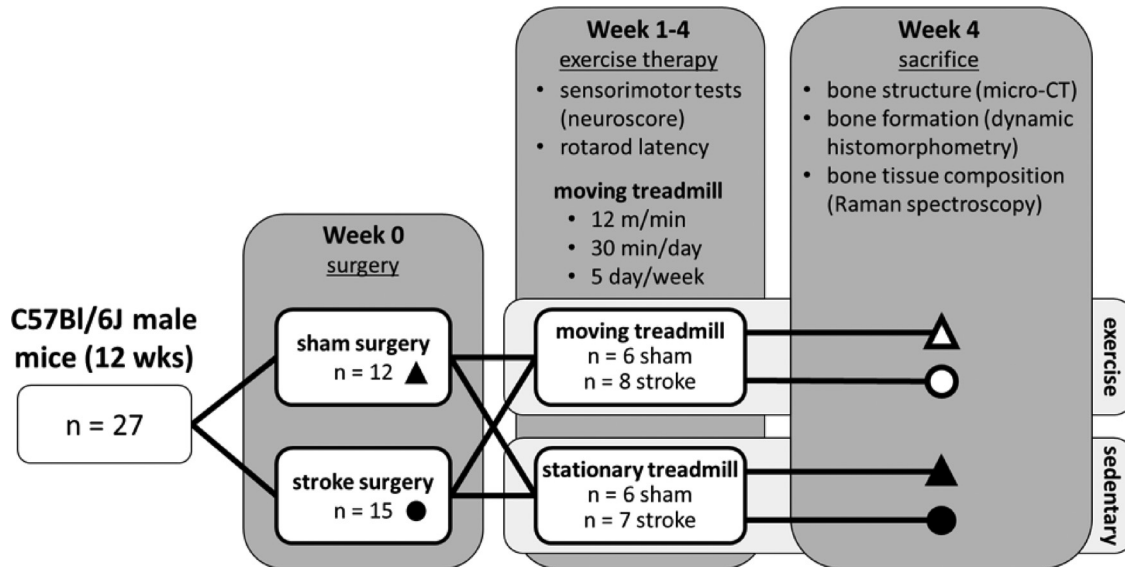 C57Bl/6J male
mice (12 wks)
n = 27
Week 0
surgery
sham surgery
n = 12
stroke surgery
n = 15
Week 1-4
exercise therapy
• sensorimotor tests
(neuroscore)
• rotarod latency
moving treadmill
• 12 m/min
• 30 min/day
• 5 day/week
moving treadmill
n = 6 sham
n = 8 stroke
stationary treadmill
n = 6 sham
n = 7 stroke
Week 4
sacrifice
• bone structure (micro-CT)
• bone formation (dynamic
histomorphometry)
• bone tissue composition
(Raman spectroscopy)
exercise
sedentary